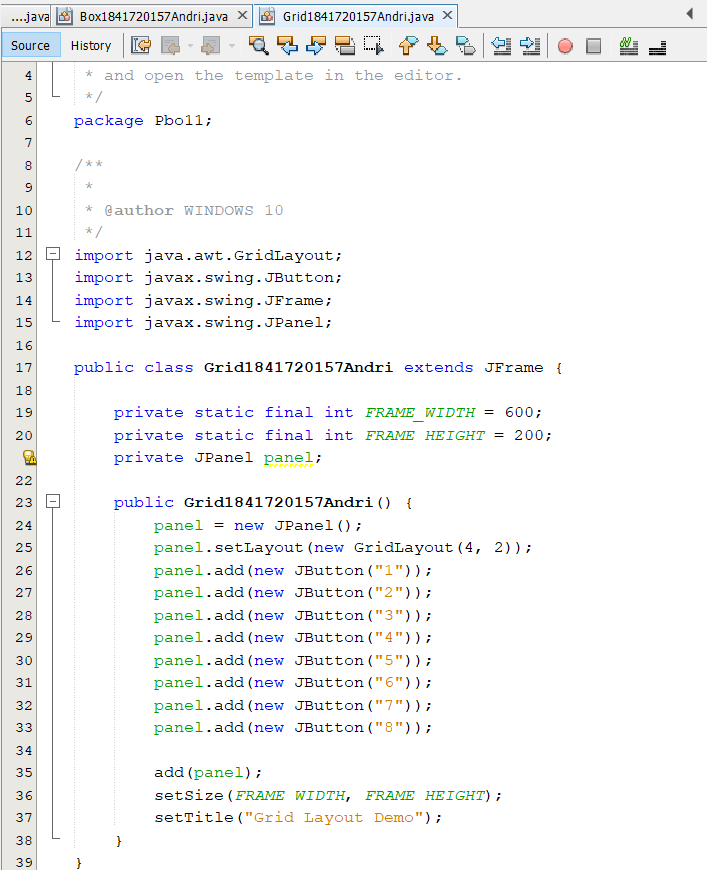 ....java Box1841720157Andri.java Grid1841720157Andri.java
Source History
4 * and open the template in the editor.
5 */
6 package Pbo11;
7
8 /**
9 *
10 * @author WINDOWS 10
11 */
12 import java.awt.GridLayout;
13 import javax.swing.JButton;
14 import javax.swing.JFrame;
15 import javax.swing.JPanel;
16
17 public class Grid1841720157Andri extends JFrame {
18
19 private static final int FRAME_WIDTH = 600;
20 private static final int FRAME_HEIGHT = 200;
private JPanel panel;
22
23 public Grid1841720157Andri() {
24 panel = new JPanel();
25 panel.setLayout(new GridLayout(4, 2));
26 panel.add(new JButton("1"));
27 panel.add(new JButton("2"));
28 panel.add(new JButton("3"));
29 panel.add(new JButton("4"));
30 panel.add(new JButton("5"));
31 panel.add(new JButton("6"));
32 panel.add(new JButton("7"));
33 panel.add(new JButton("8"));
34
35 add(panel);
36 setSize(FRAME_WIDTH, FRAME_HEIGHT);
37 setTitle("Grid Layout Demo");
38 }
39 }